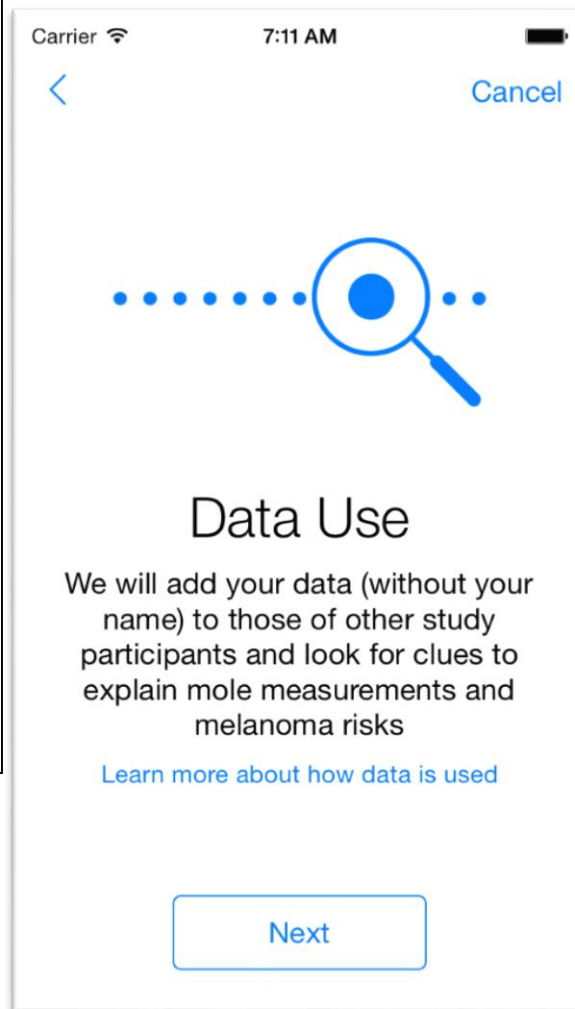 Carrier 7:11 AM
Cancel
Data Use
We will add your data (without your
name) to those of other study
participants and look for clues to
explain mole measurements and
melanoma risks
Learn more about how data is used
Next